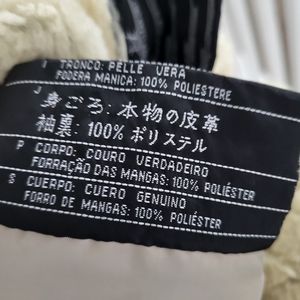 I TRONCO: PELLE VERA
FODERA MANICA: 100% POLIESTERE
J
身ごろ: 本物の皮革
袖裏: 100% ポリステル
P CORPO: COURO VERDADEIRO
FORRAÇÃO DAS MANGAS: 100% POLIÉSTER
S CUERPO: CUERO GENUINO
FORRO DE MANGAS: 100% POLIÉSTER